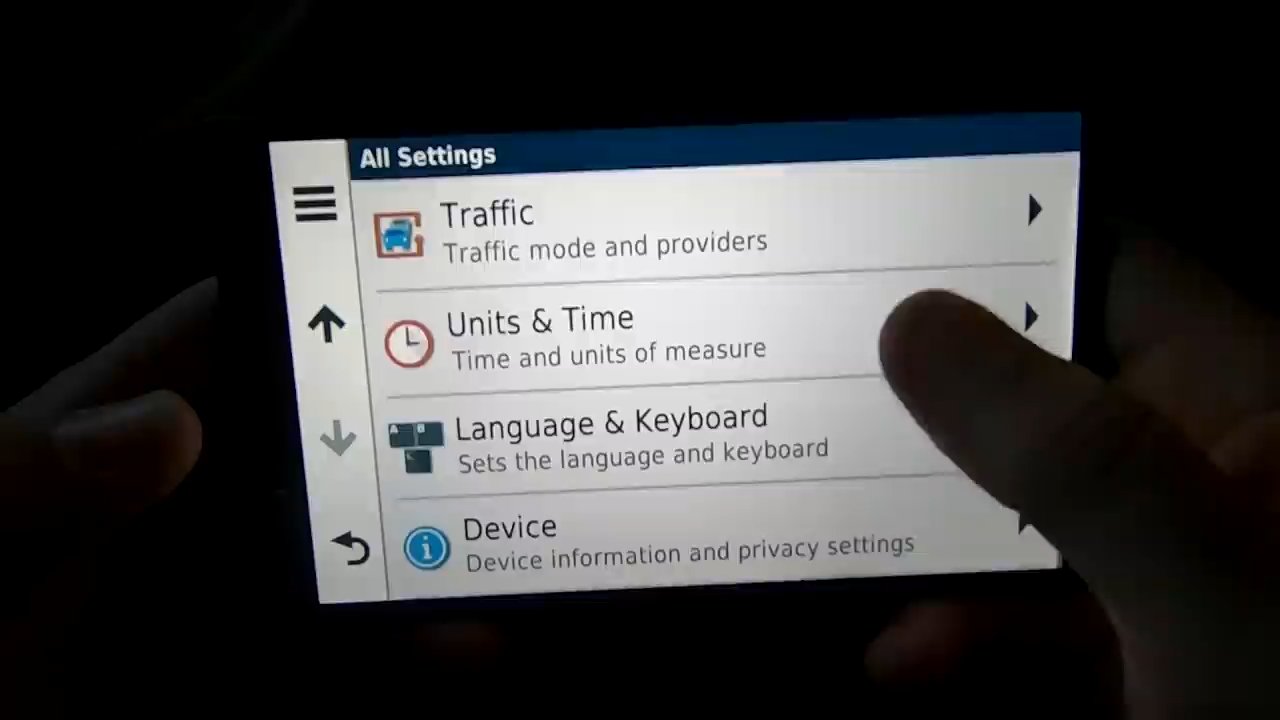 All Settings
Traffic
Traffic mode and providers
Units & Time
Time and units of measure
Language & Keyboard
Sets the language and keyboard
Device
Device information and privacy settings